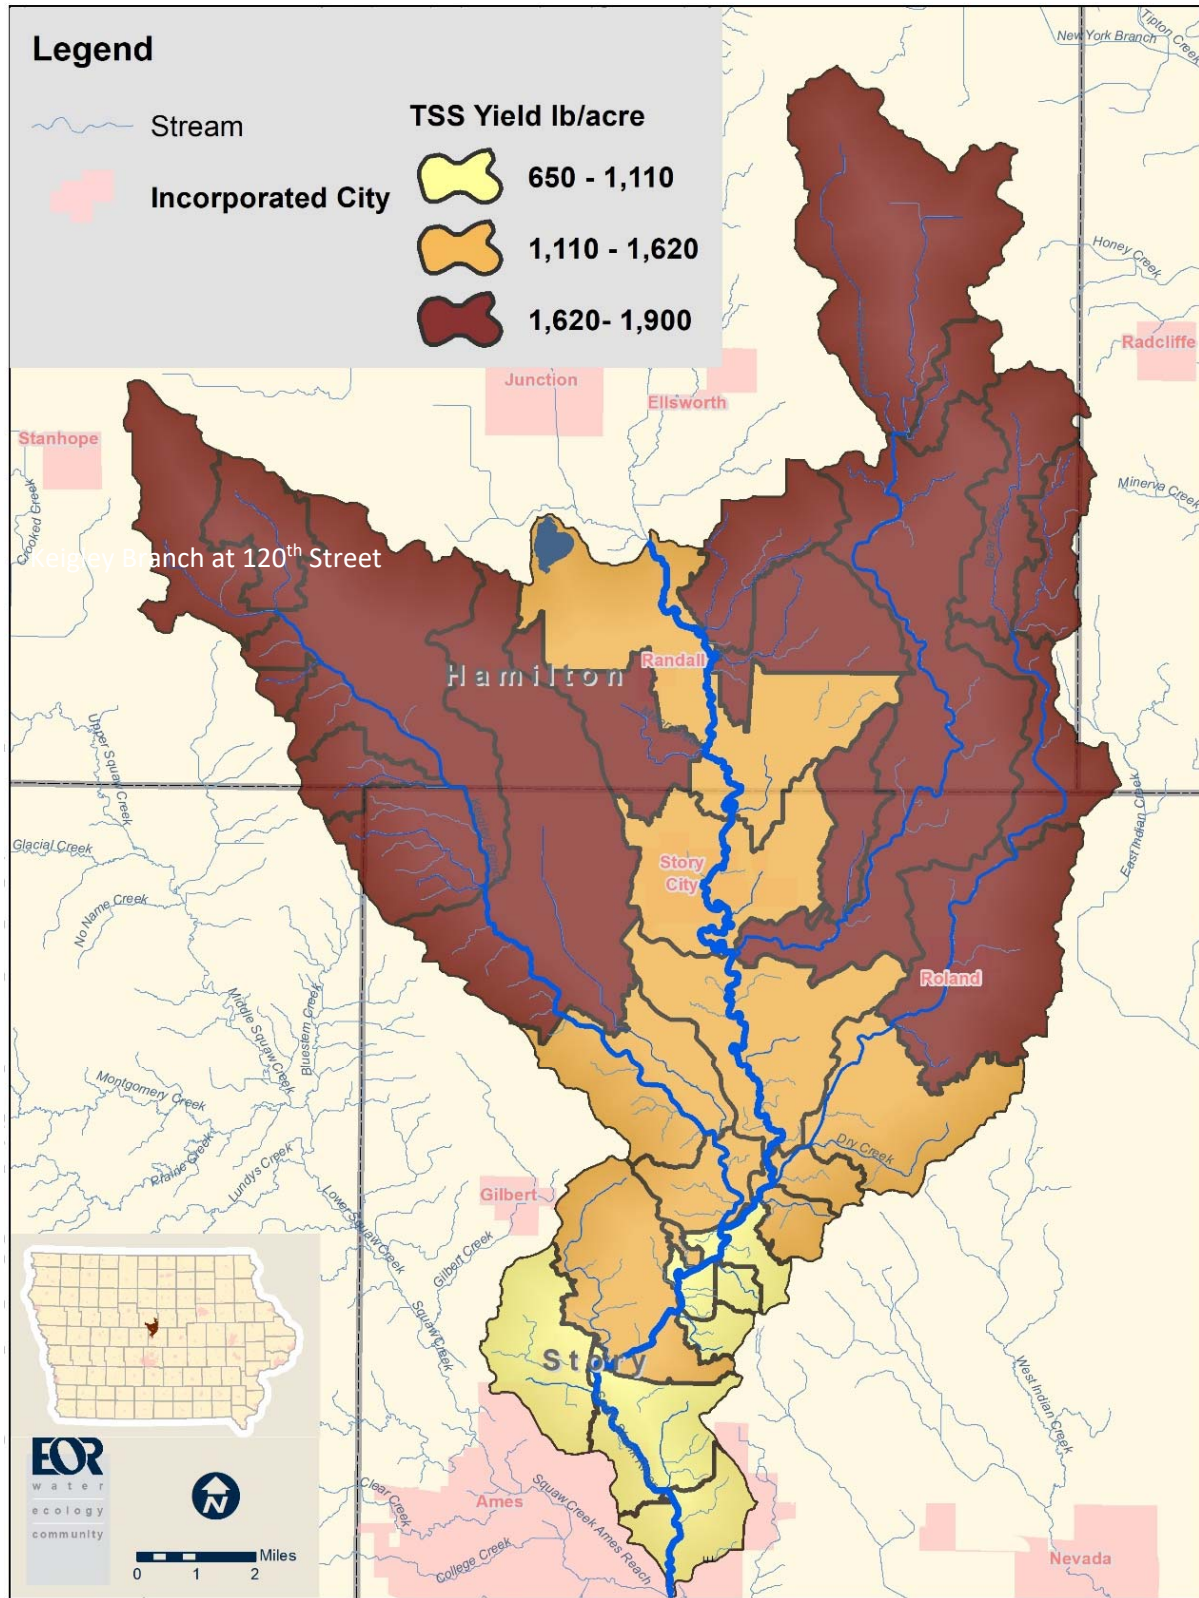 Legend
Stream
Incorporated City
TSS Yield lb/acre
650 - 1,110
1,110 - 1,620
1,620- 1,900
New York Branch
Tipton Creek
Honey Creek
Radcliffe
Junction
Ellsworth
Stanhope
Crooked Creek
Minerva Creek
Keigley Branch at 120th Street
Randall
Hamilton
Upper Squaw Creek
Glacial Creek
No Name Creek
East Indian Creek
Story
City
Roland
Middle Squaw Creek
Bluestem Creek
Montgomery Creek
Prairie Creek
Lundys Creek
Dry Creek
Gilbert
Lower Squaw Creek
Gilbert Creek
Squaw Creek
Story
West Indian Creek
Ames
Clear Creek
Squaw Creek Ames Reach
College Creek
Nevada
EOR
water
ecology
community
N
Miles
0 1 2